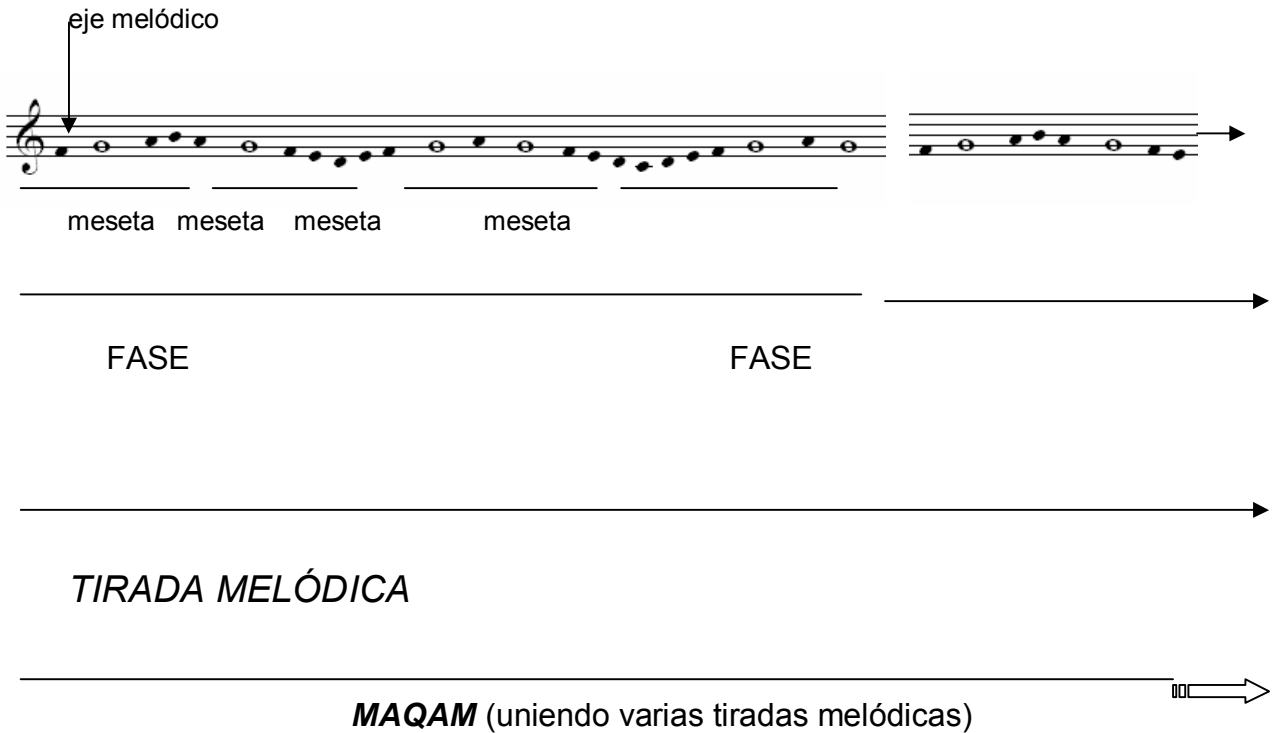 eje melódico
meseta meseta meseta meseta
FASE FASE
TIRADA MELÓDICA
MAQAM (uniendo varias tiradas melódicas)